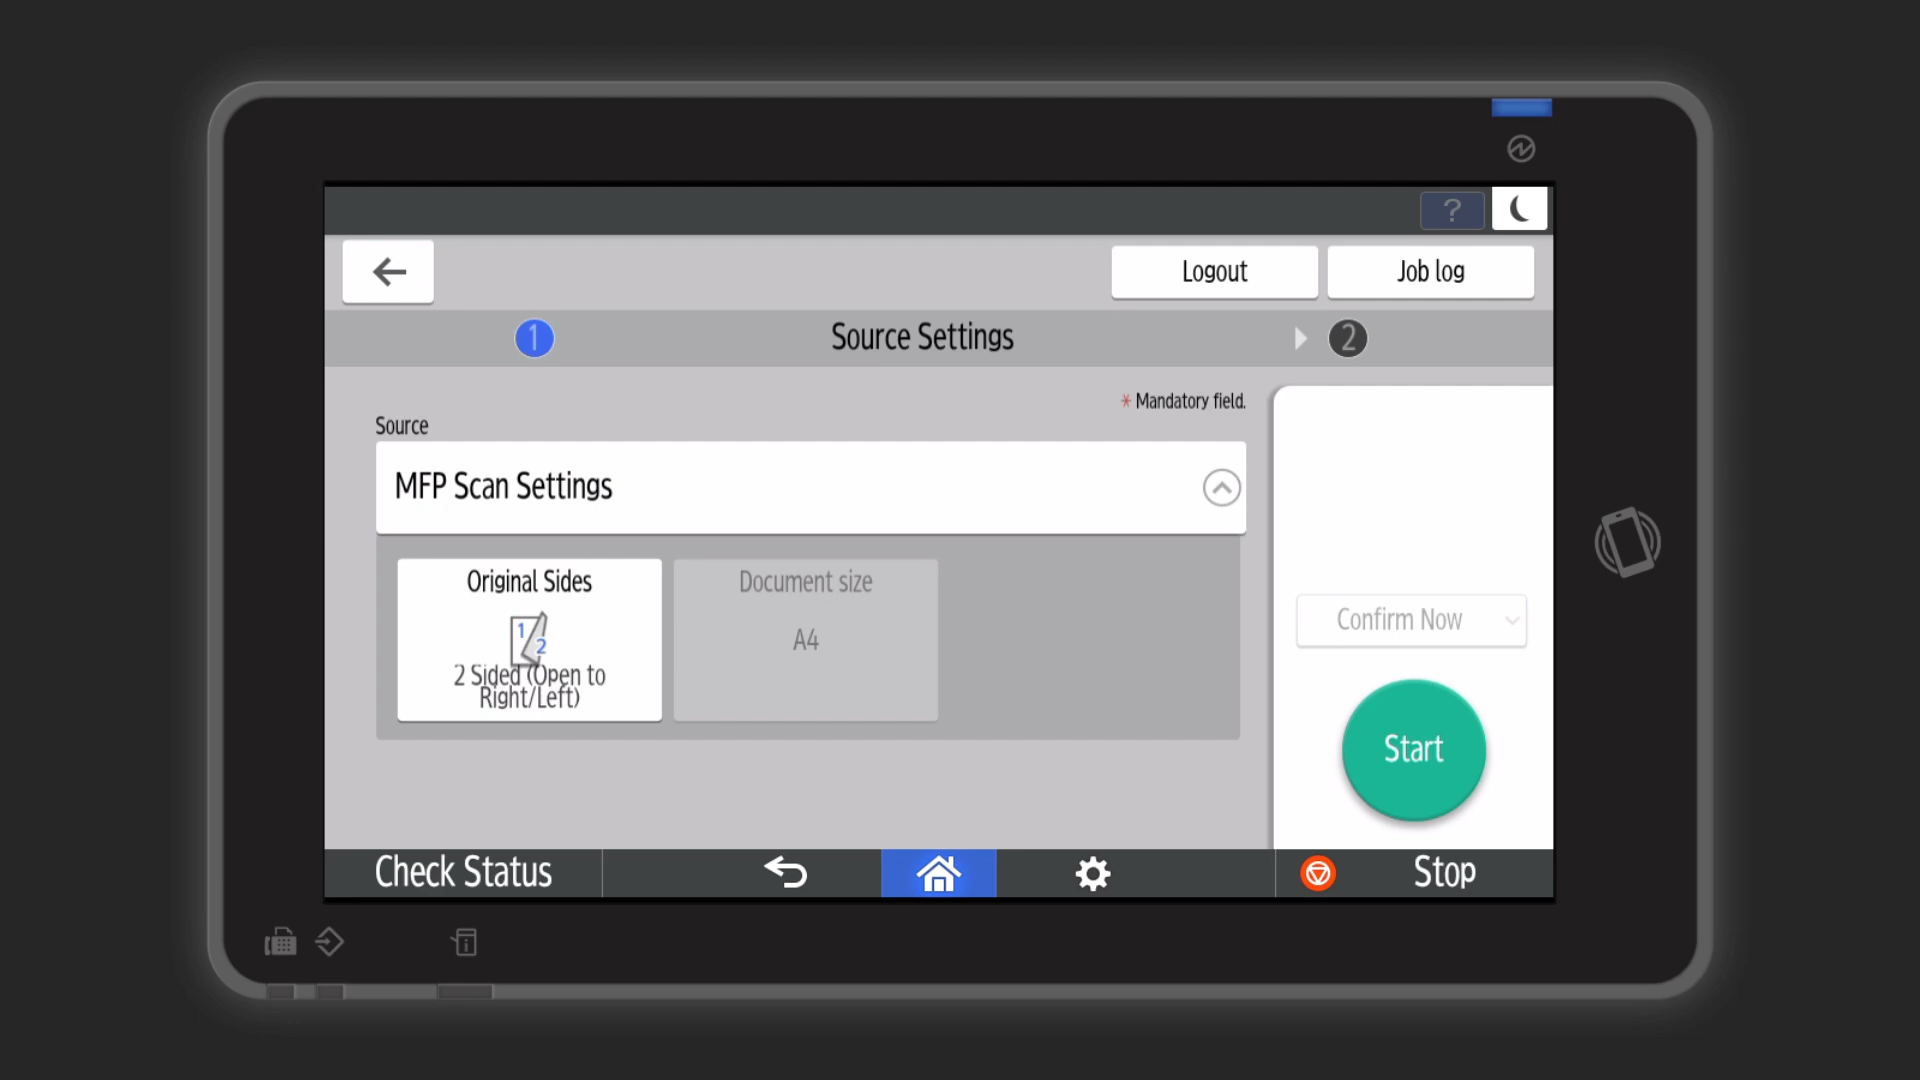 ?
Logout
Job log
1
Source Settings
2
* Mandatory field.
Source
MFP Scan Settings
Original Sides
1
2
2 Sided (Open to
Right/Left)
Document size
A4
Confirm Now
Start
Check Status
Stop